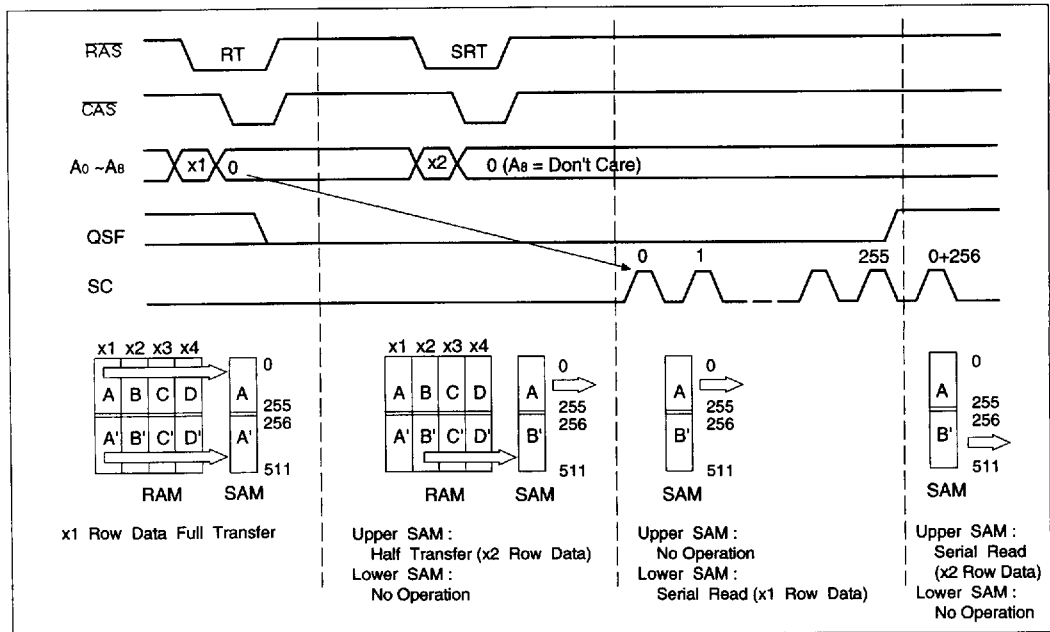 RAS RT SRT
CAS
A0 ~A8 x1 0 x2 0 (A8 = Don't Care)
QSF
0 1 255 0+256
SC
x1 x2 x3 x4
A B C D
A' B' C' D'
RAM
A
A'
SAM
0
255
256
511
x1 Row Data Full Transfer
x1 x2 x3 x4
A B C D
A' B' C' D'
RAM
A
B'
SAM
0
255
256
511
Upper SAM :
Half Transfer (x2 Row Data)
Lower SAM :
No Operation
A
B'
SAM
0
255
256
511
Upper SAM :
No Operation
Lower SAM :
Serial Read (x1 Row Data)
A
B'
SAM
0
255
256
511
Upper SAM :
Serial Read
(x2 Row Data)
Lower SAM :
No Operation